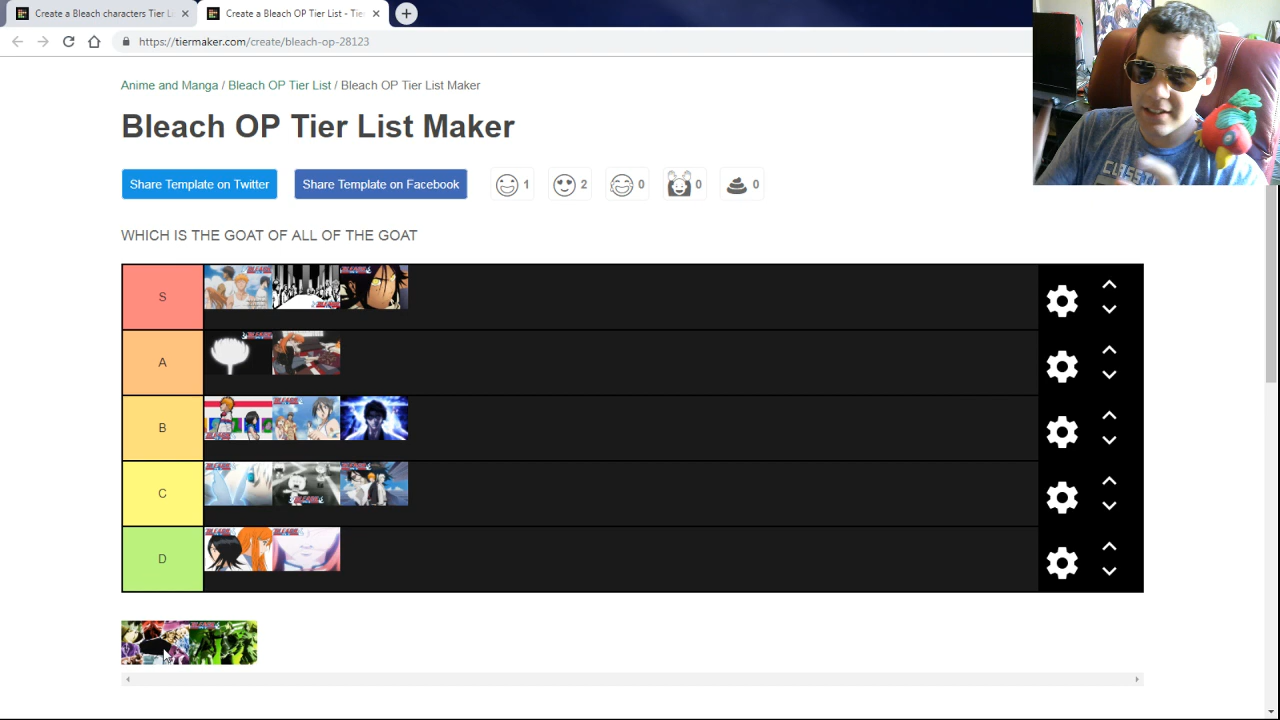 Create a Bleach characters Tier Li
Create a Bleach OP Tier List - Tie
https://tiermaker.com/create/bleach-op-28123
Anime and Manga / Bleach OP Tier List / Bleach OP Tier List Maker
Bleach OP Tier List Maker
Share Template on Twitter
Share Template on Facebook
1
2
0
0
0
WHICH IS THE GOAT OF ALL OF THE GOAT
S
A
B
C
D
CLASSIC